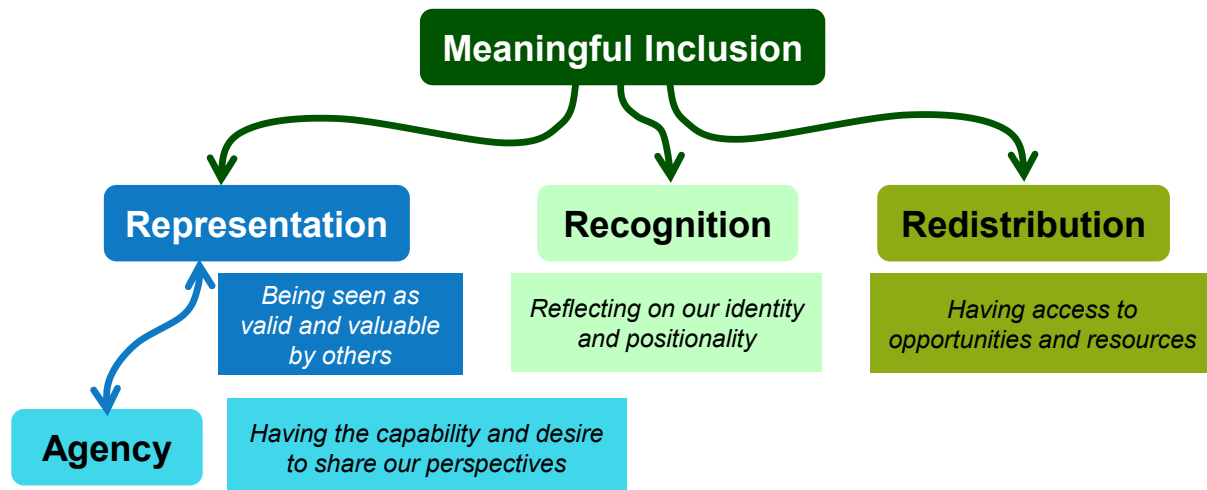 Meaningful Inclusion
Representation
Being seen as
valid and valuable
by others
Recognition
Reflecting on our identity
and positionality
Redistribution
Having access to
opportunities and resources
Agency
Having the capability and desire
to share our perspectives